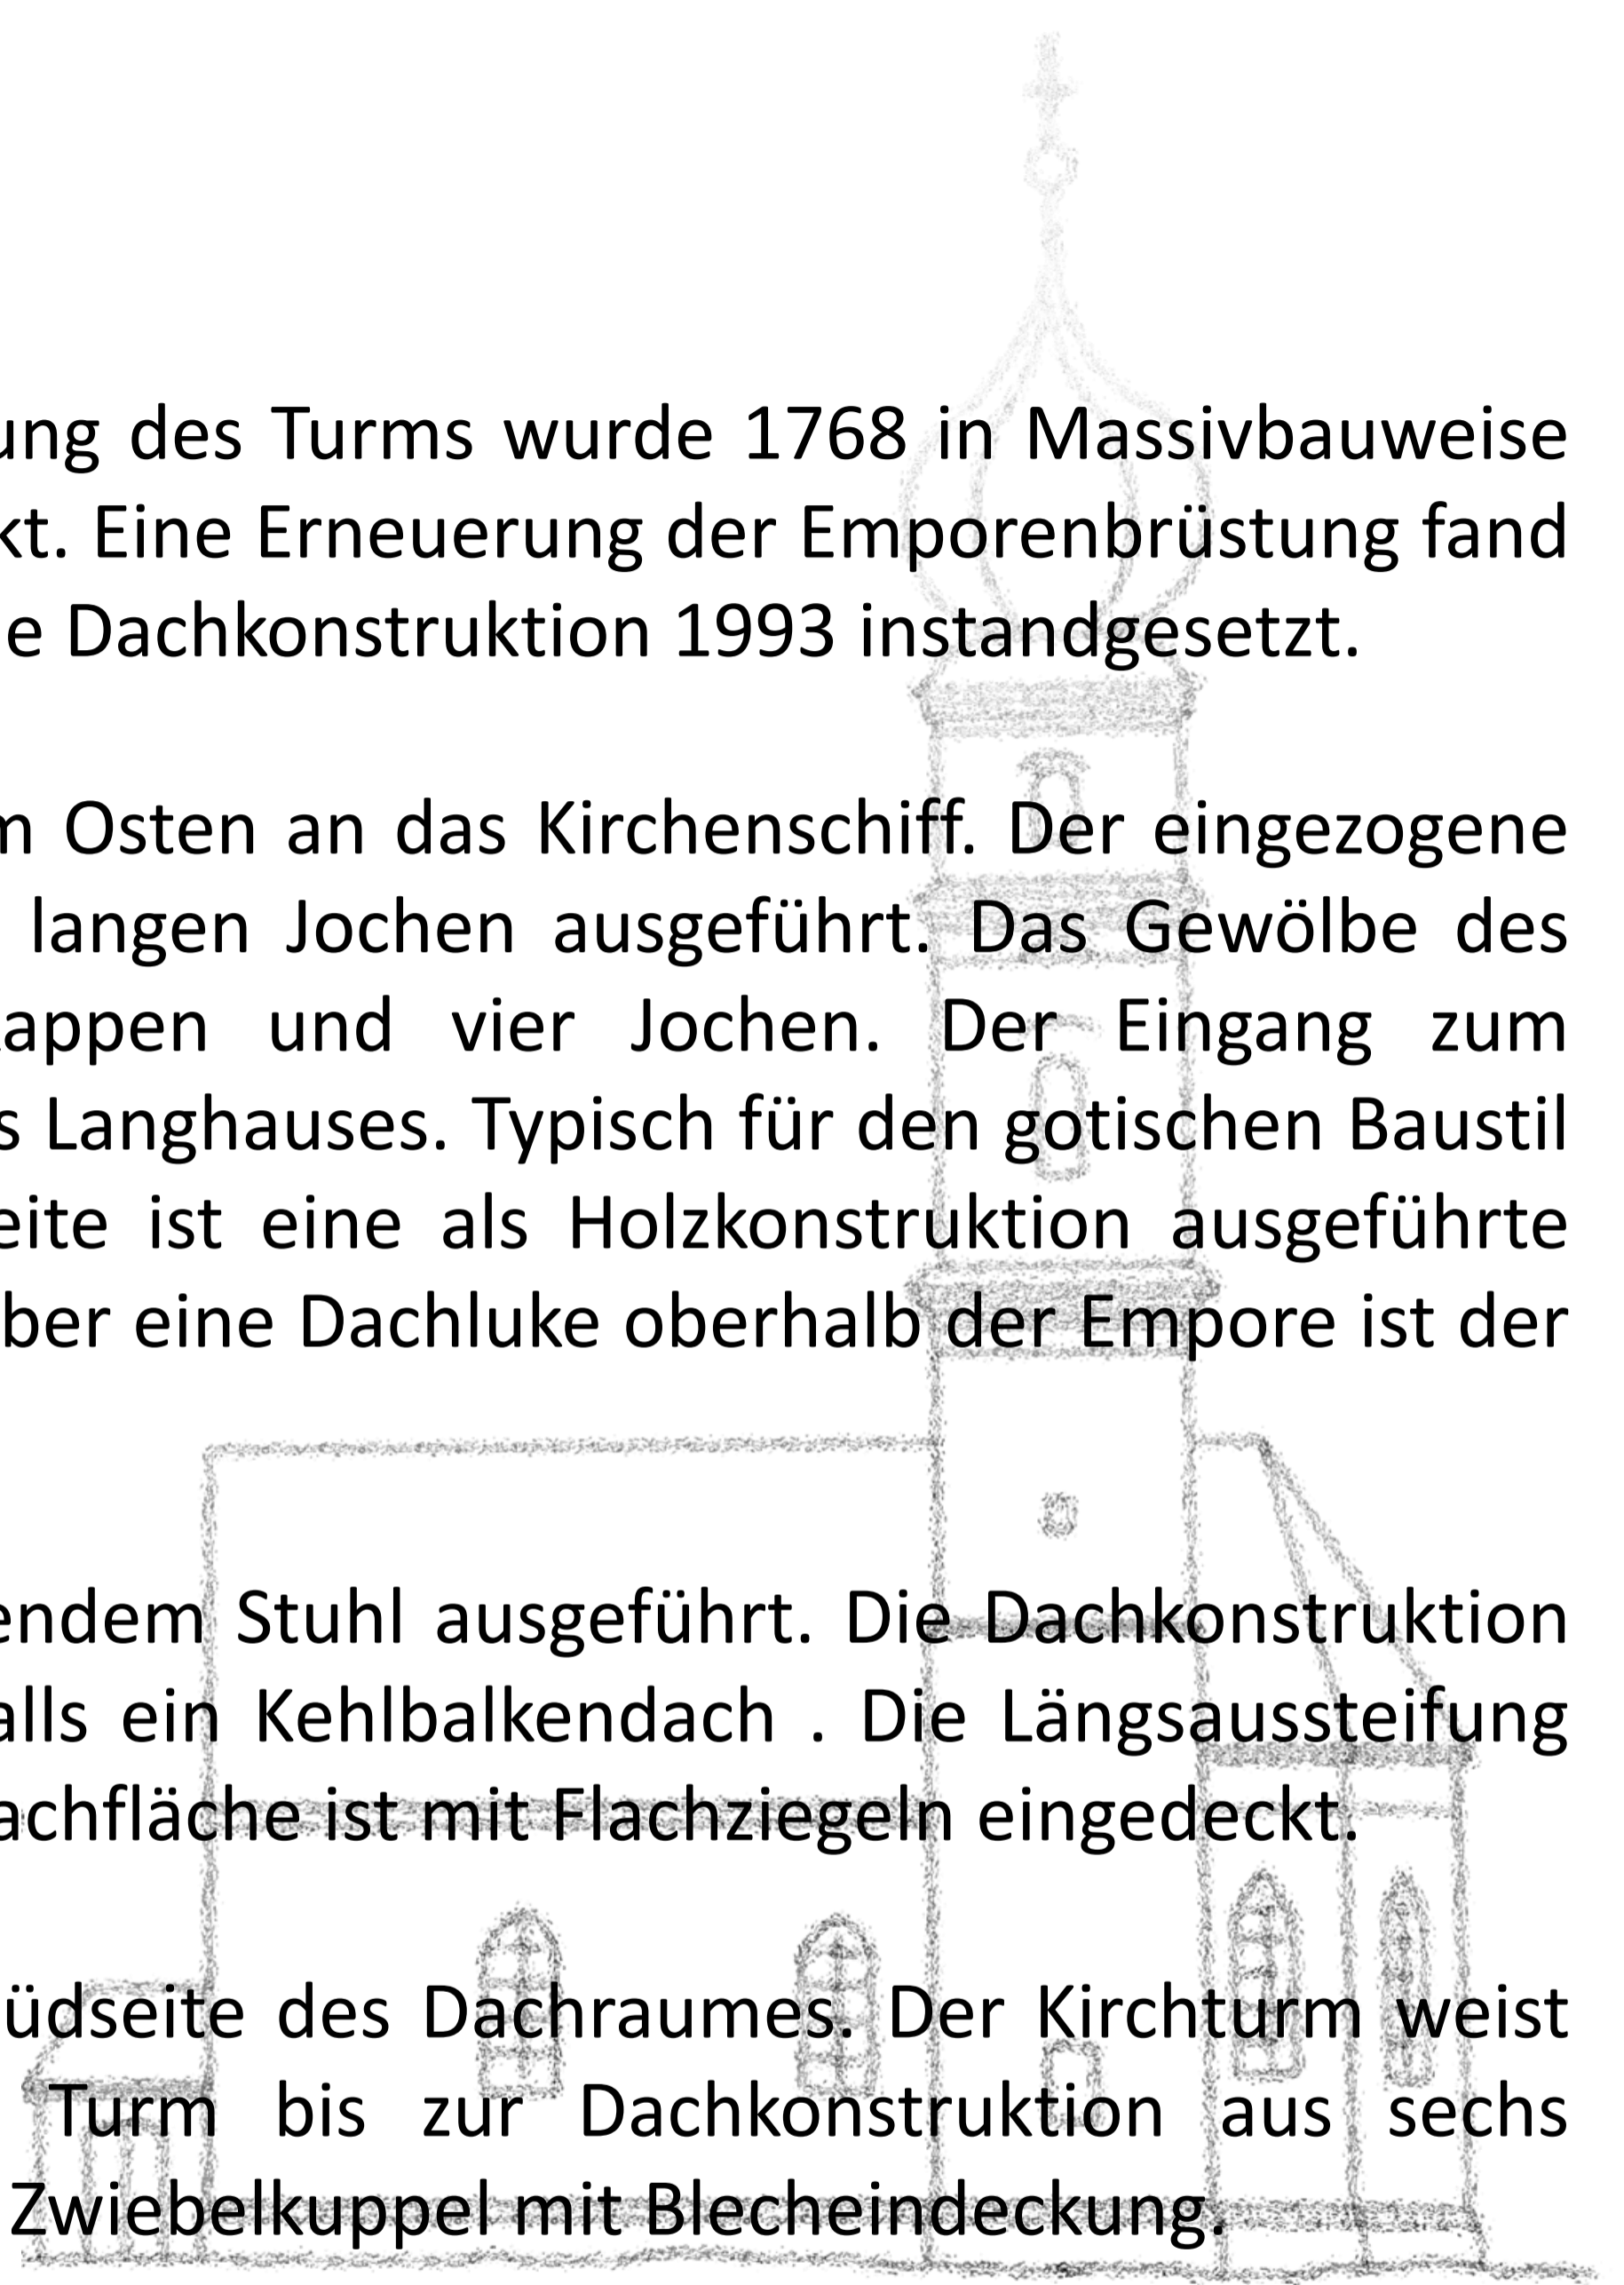 ung des Turms wurde 1768 in Massivbauweise
kt. Eine Erneuerung der Emporenbrüstung fand
e Dachkonstruktion 1993 instandgesetzt.
m Osten an das Kirchenschiff. Der eingezogene
langen Jochen ausgeführt. Das Gewölbe des
appen und vier Jochen. Der Eingang zum
s Langhauses. Typisch für den gotischen Baustil
eite ist eine als Holzkonstruktion ausgeführte
ber eine Dachluke oberhalb der Empore ist der
endem Stuhl ausgeführt. Die Dachkonstruktion
alls ein Kehlbalkendach . Die Längsaussteifung
achfläche ist mit Flachziegeln eingedeckt.
üdseite des Dachraumes. Der Kirchturm weist
Turm bis zur Dachkonstruktion aus sechs
Zwiebelkuppel mit Blecheindeckung.